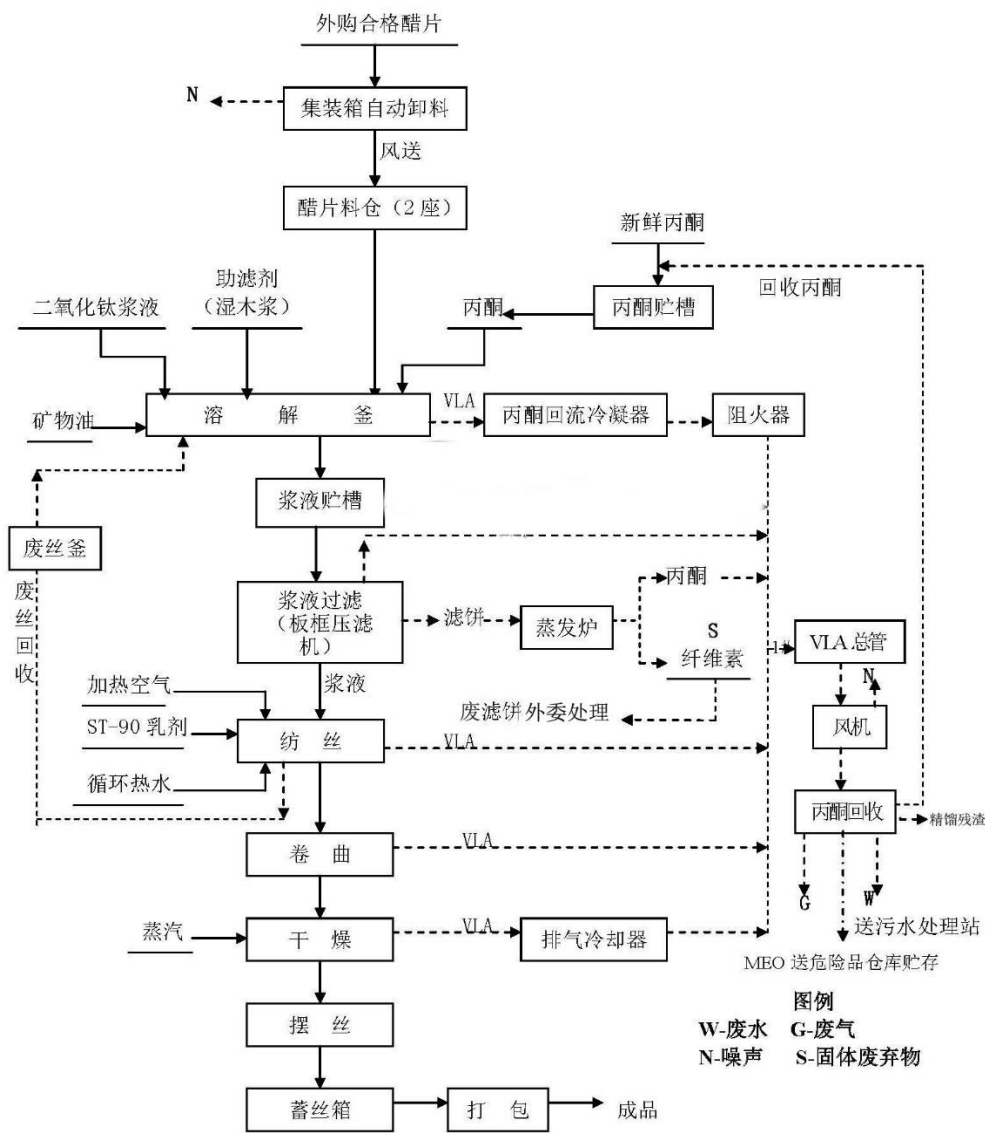 外购合格醋片
N
集装箱自动卸料
风送
醋片料仓（2座）
新鲜丙酮
回收丙酮
助滤剂
（湿木浆）
二氧化钛浆液
丙酮
丙酮贮槽
矿物油
溶 解 釜
VLA
丙酮回流冷凝器
阻火器
浆液贮槽
废丝釜
废丝回收
浆液过滤
（板框压滤
机）
滤饼
蒸发炉
丙酮
S
纤维素
1#
VLA总管
浆液
加热空气
N
废滤饼外委处理
风机
ST-90乳剂
纺 丝
VLA
循环热水
丙酮回收
精馏残渣
卷 曲
VLA
G
W
蒸汽
干 燥
VLA
排气冷却器
送污水处理站
MEO送危险品仓库贮存
图例
W-废水 G-废气
N-噪声 S-固体废弃物
摆 丝
蓄丝箱
打 包
成品